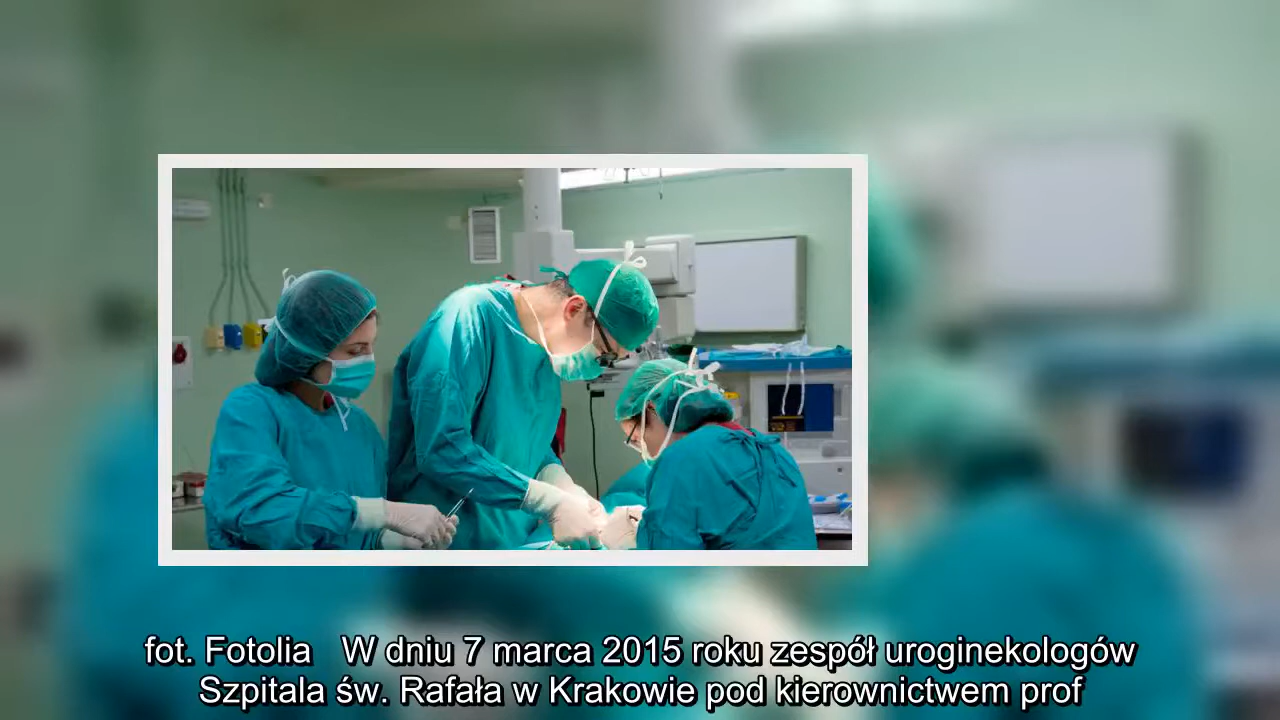 fot. Fotolia W dniu 7 marca 2015 roku zespół uroginekologów
Szpitala św. Rafała w Krakowie pod kierownictwem prof